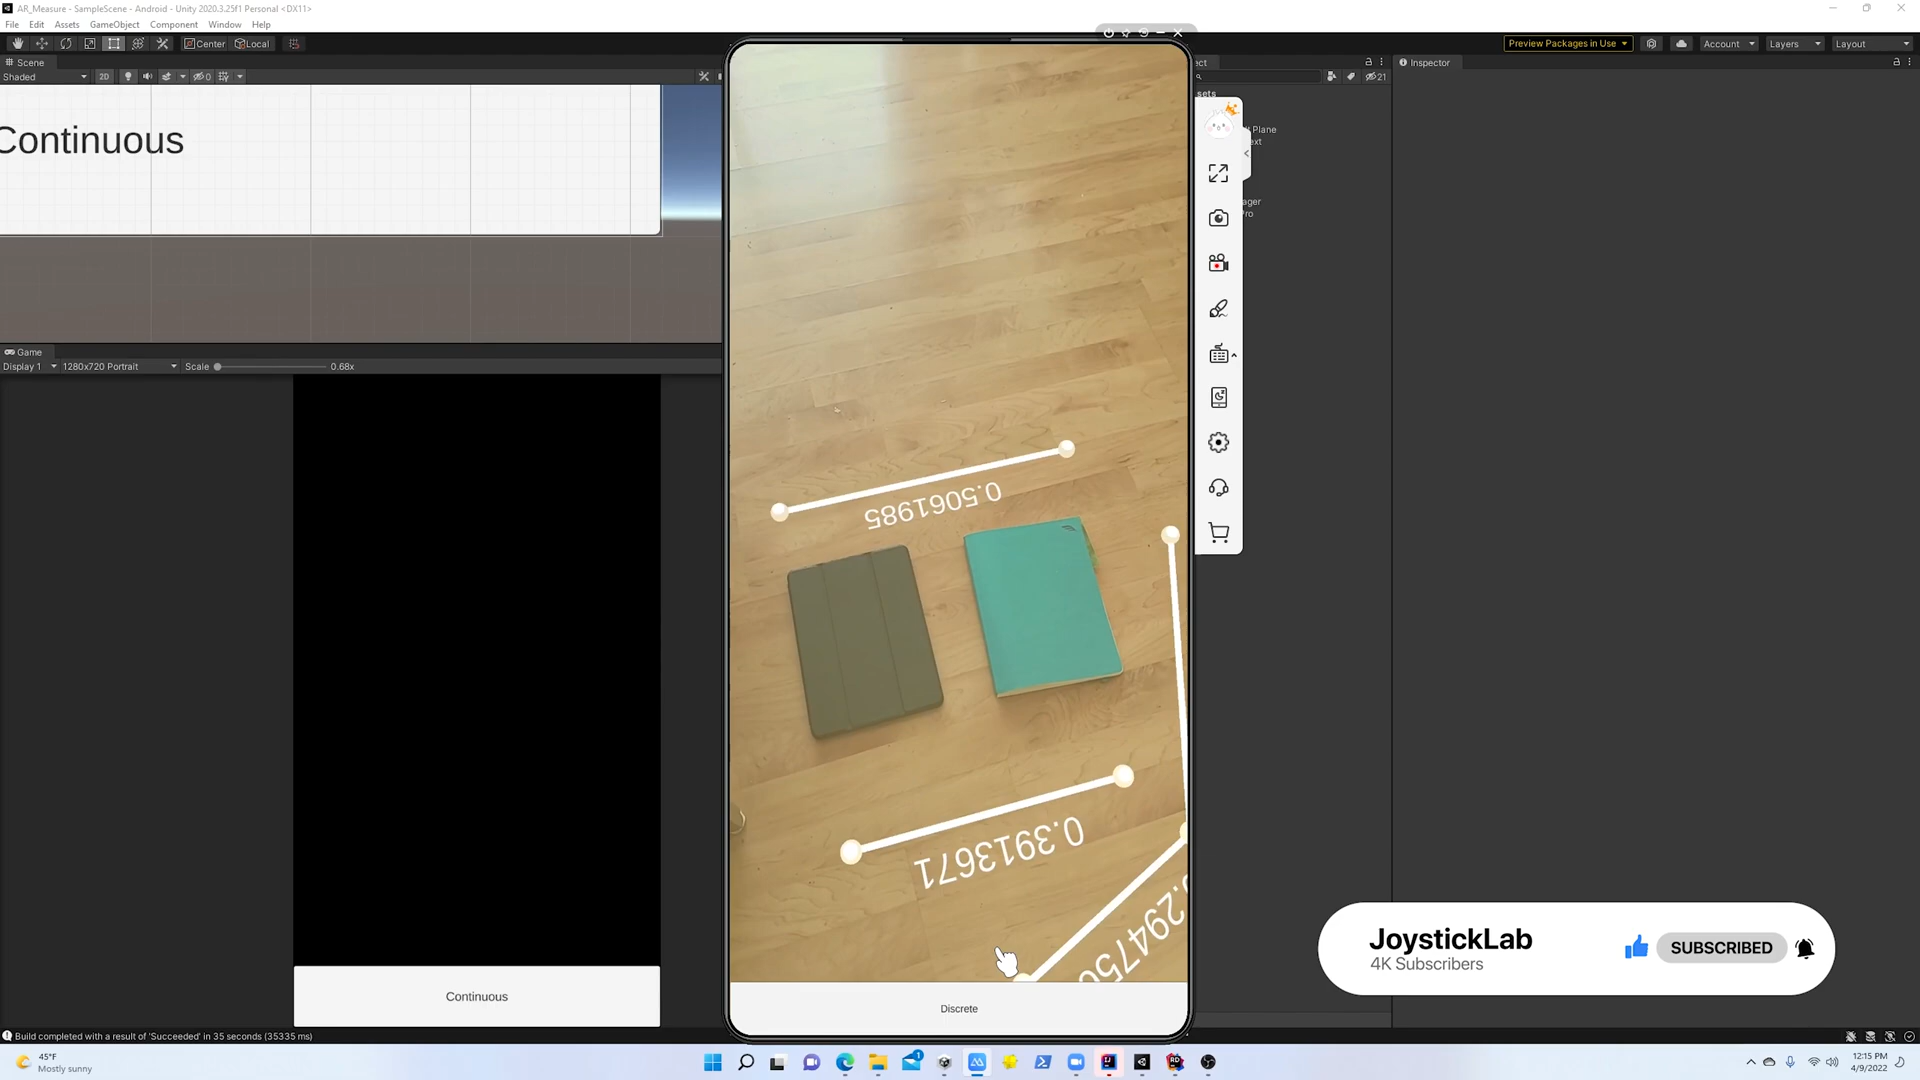 AR_Measure - SampleScene - Android - Unity 2020.3.25f1 Personal <DX11>
File Edit Assets GameObject Component Window Help
Center Local
Preview Packages in Use
Account Layers Layout
Scene
Inspector
Shaded 2D 0
21
Continuous
Game
Display 1 1280x720 Portrait Scale 0.68x
0.5061985
0.3913671
Discrete
Continuous
JoystickLab
4K Subscribers
SUBSCRIBED
Build completed with a result of 'Succeeded' in 35 seconds (35335 ms)
45°F
Mostly sunny
1
12:15 PM
4/9/2022